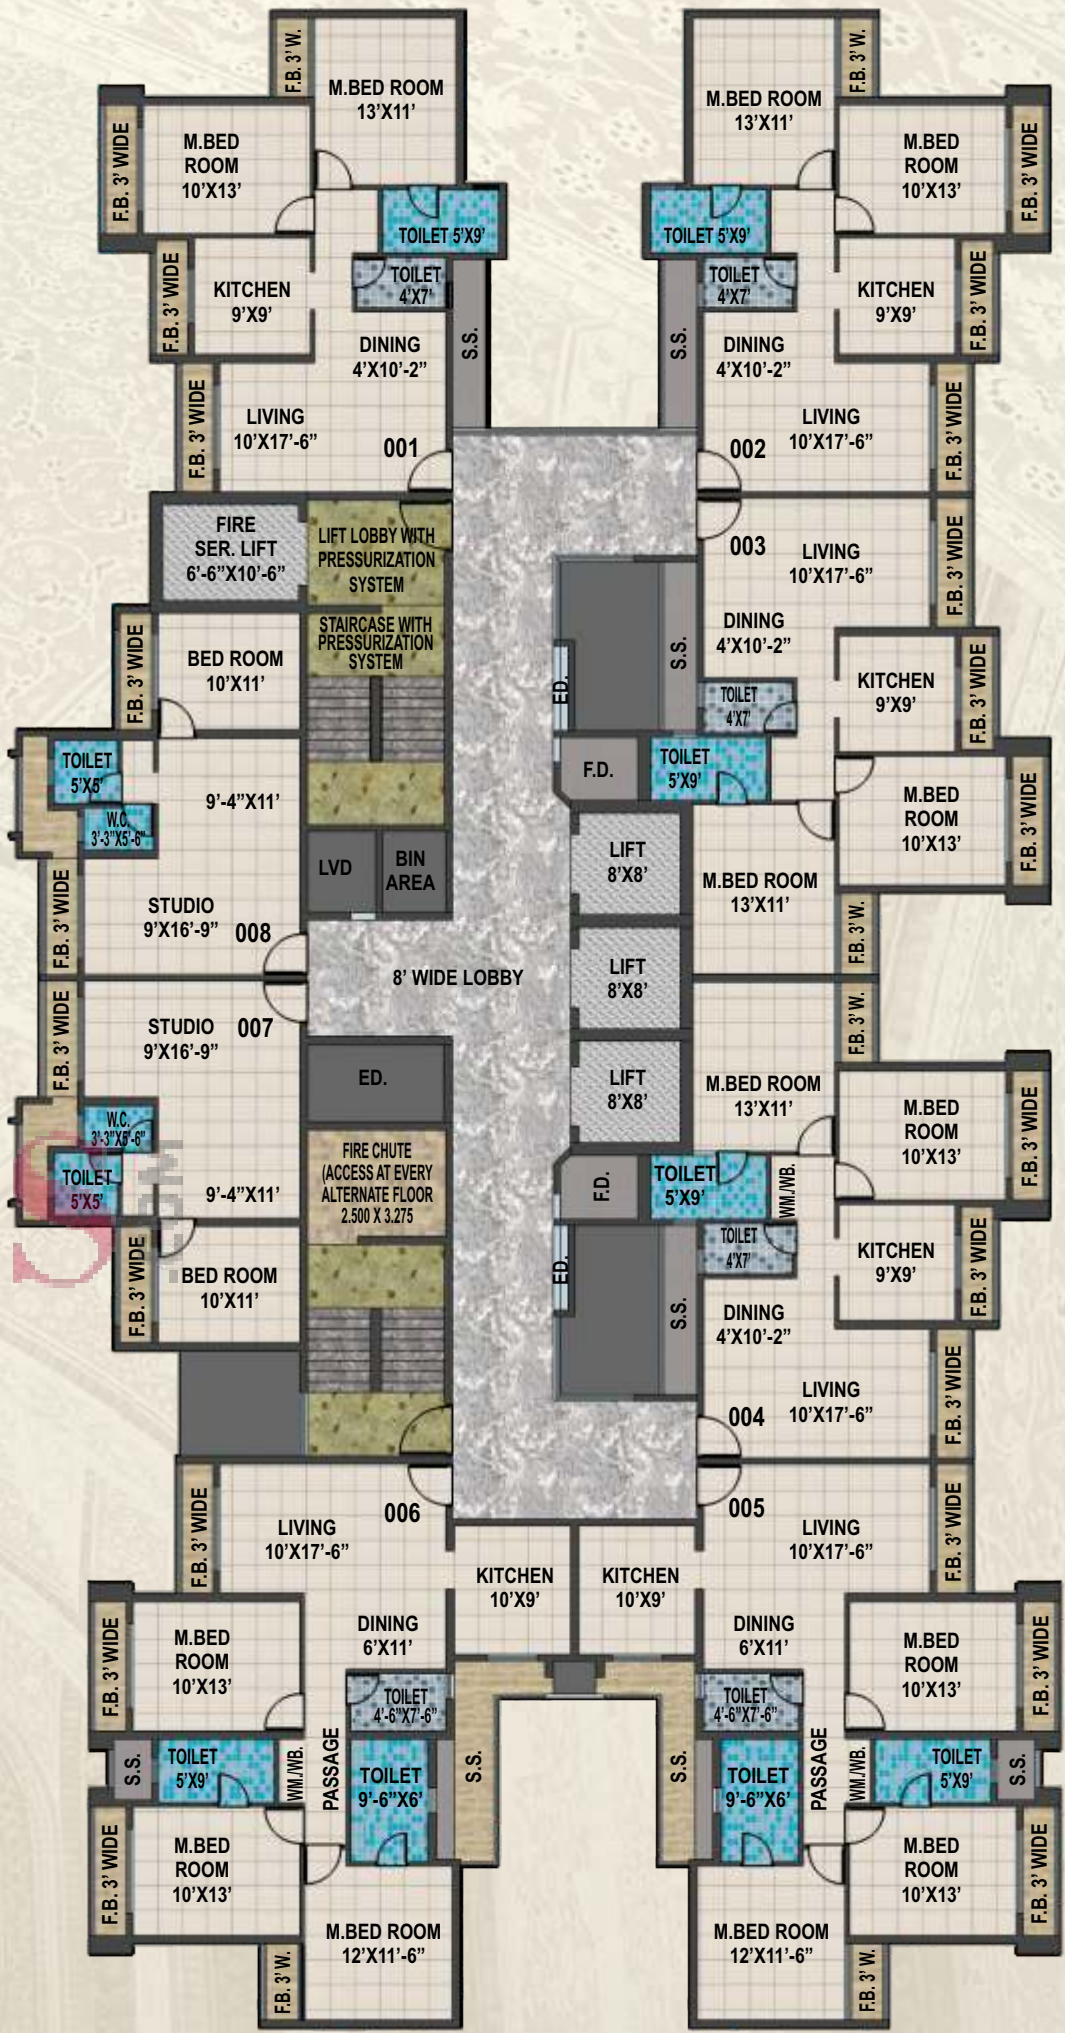 F.B. 3' W.
M.BED ROOM
13'X11'
F.B. 3' WIDE
M.BED
ROOM
10'X13'
TOILET 5'X9'
F.B. 3' WIDE
KITCHEN
9'X9'
TOILET
4'X7'
S.S.
DINING
4'X10'-2”
F.B. 3' WIDE
LIVING
10'X17'-6”
001
M.BED ROOM
13'X11'
F.B. 3' W.
M.BED
ROOM
10'X13'
F.B. 3' WIDE
TOILET 5'X9'
TOILET
4'X7'
KITCHEN
9'X9'
F.B. 3' WIDE
S.S.
DINING
4'X10'-2”
LIVING
10'X17'-6”
F.B. 3' WIDE
002
FIRE
SER. LIFT
6'-6”X10'-6”
LIFT LOBBY WITH
PRESSURIZATION
SYSTEM
STAIRCASE WITH
PRESSURIZATION
SYSTEM
003
LIVING
10'X17'-6”
F.B. 3' WIDE
DINING
4'X10'-2”
S.S.
ED.
KITCHEN
9'X9'
F.B. 3' WIDE
TOILET
4'X7'
F.D.
TOILET
5'X9'
M.BED
ROOM
10'X13'
F.B. 3' WIDE
M.BED ROOM
13'X11'
F.B. 3' W.
F.B. 3' WIDE
BED ROOM
10'X11'
TOILET
5'X5'
9'-4”X11'
W.C.
3'-3”X5'-6”
F.B. 3' WIDE
STUDIO
9'X16'-9”
008
LVD
BIN
AREA
LIFT
8'X8'
LIFT
8'X8'
LIFT
8'X8'
8' WIDE LOBBY
F.B. 3' WIDE
STUDIO
9'X16'-9”
007
W.C.
3'-3”X5'-6”
TOILET
5'X5'
9'-4”X11'
F.B. 3' WIDE
BED ROOM
10'X11'
ED.
FIRE CHUTE
(ACCESS AT EVERY
ALTERNATE FLOOR
2.500 X 3.275
F.B. 3' W.
M.BED ROOM
13'X11'
M.BED
ROOM
10'X13'
F.B. 3' WIDE
F.D.
TOILET
5'X9'
WM./WB.
TOILET
4'X7'
KITCHEN
9'X9'
F.B. 3' WIDE
ED.
S.S.
DINING
4'X10'-2”
LIVING
10'X17'-6”
F.B. 3' WIDE
004
006
F.B. 3' WIDE
LIVING
10'X17'-6”
KITCHEN
10'X9'
DINING
6'X11'
F.B. 3' WIDE
M.BED
ROOM
10'X13'
TOILET
4'-6”X7'-6”
S.S.
TOILET
5'X9'
WM./WB.
PASSAGE
TOILET
9'-6”X6'
S.S.
F.B. 3' WIDE
M.BED
ROOM
10'X13'
M.BED ROOM
12'X11'-6”
F.B. 3' W.
005
LIVING
10'X17'-6”
F.B. 3' WIDE
KITCHEN
10'X9'
DINING
6'X11'
M.BED
ROOM
10'X13'
F.B. 3' WIDE
TOILET
4'-6”X7'-6”
S.S.
TOILET
9'-6”X6'
PASSAGE
WM./WB.
TOILET
5'X9'
S.S.
M.BED
ROOM
10'X13'
F.B. 3' WIDE
M.BED ROOM
12'X11'-6”
F.B. 3' W.
S
.COM